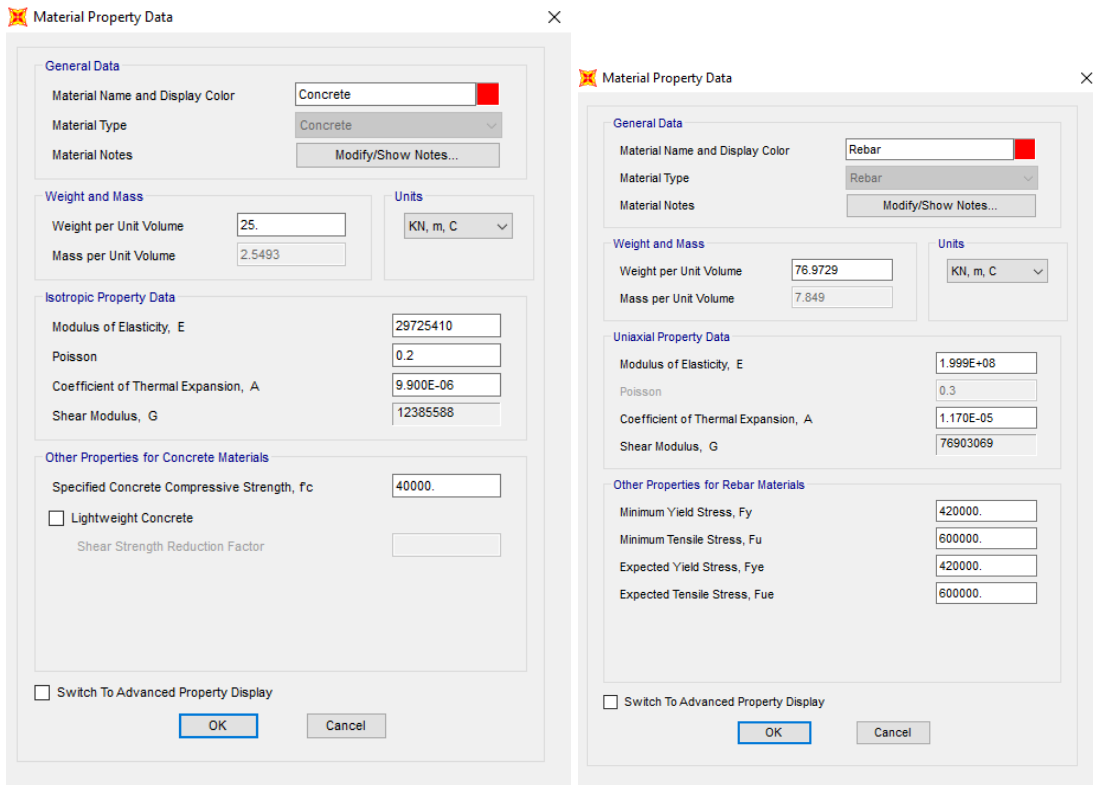 Material Property Data
General Data
Material Name and Display Color Concrete
Material Type Concrete
Material Notes Modify/Show Notes...
Weight and Mass Units
Weight per Unit Volume 25. KN, m, C
Mass per Unit Volume 2.5493
Isotropic Property Data
Modulus of Elasticity, E 29725410
Poisson 0.2
Coefficient of Thermal Expansion, A 9.900E-06
Shear Modulus, G 12385588
Other Properties for Concrete Materials
Specified Concrete Compressive Strength, f'c 40000.
Lightweight Concrete
Shear Strength Reduction Factor
Switch To Advanced Property Display
OK Cancel
Material Property Data
General Data
Material Name and Display Color Rebar
Material Type Rebar
Material Notes Modify/Show Notes...
Weight and Mass Units
Weight per Unit Volume 76.9729 KN, m, C
Mass per Unit Volume 7.849
Uniaxial Property Data
Modulus of Elasticity, E 1.999E+08
Poisson 0.3
Coefficient of Thermal Expansion, A 1.170E-05
Shear Modulus, G 76903069
Other Properties for Rebar Materials
Minimum Yield Stress, Fy 420000.
Minimum Tensile Stress, Fu 600000.
Expected Yield Stress, Fye 420000.
Expected Tensile Stress, Fue 600000.
Switch To Advanced Property Display
OK Cancel